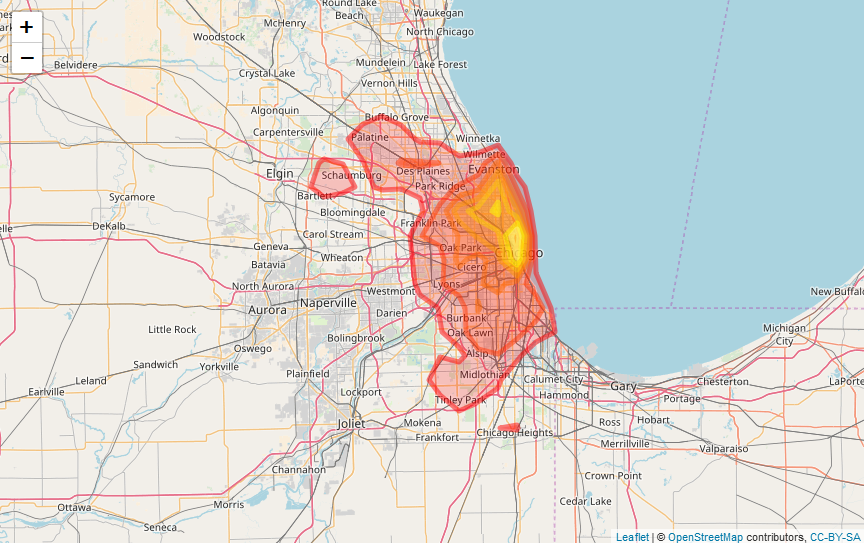 Round Lake
Beach
Waukegan
McHenry
North Chicago
Woodstock
+
−
rd.
Belvidere
Mundelein
Lake Forest
Crystal Lake
Vernon Hills
Algonquin
Buffalo Grove
Carpentersville
Palatine
Winnetka
Wilmette
Elgin
Schaumburg
Des Plaines
Evanston
Park Ridge
Sycamore
Bartlett
Bloomingdale
DeKalb
Franklin Park
elle
Carol Stream
Geneva
Oak Park
Chicago
Wheaton
Batavia
Cicero
North Aurora
Westmont
Lyons
New Buffalo
Naperville
Aurora
Darien
Burbank
Little Rock
Oak Lawn
Michigan
City
Bolingbrook
Oswego
Alsip
Sandwich
Yorkville
Plainfield
Midlothian
Leland
Calumet City
Chesterton
LaPorte
Earlville
Lockport
Gary
Hammond
Tinley Park
Portage
Joliet
Mokena
Ross
Hobart
Frankfort
Chicago Heights
Merrillville
Valparaiso
Channahon
Crown Point
Ottawa
Morris
Cedar Lake
Seneca
Leaflet | © OpenStreetMap contributors, CC-BY-SA